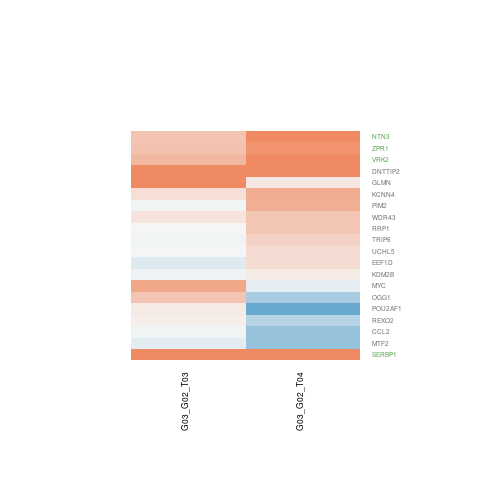 NTN3
ZPR1
VRK2
DNTTIP2
GLMN
KCNN4
PIM2
WDR43
RRP1
TRIP6
UCHL5
EEF1D
KDM2B
MYC
OGG1
POU2AF1
REXO2
CCL2
MTF2
SERBP1
G03_G02_T03
G03_G02_T04